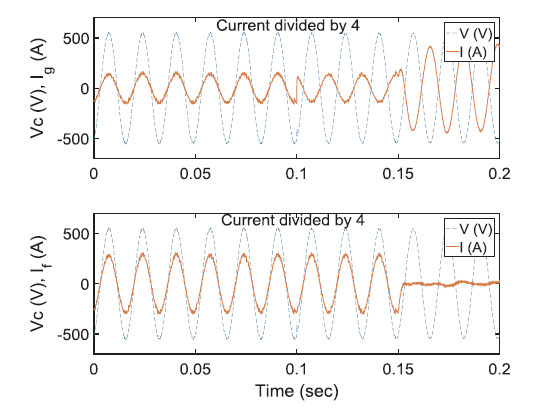 Current divided by 4
V (V)
I (A)
500
0
-500
Vc (V), I_g (A)
0
0.05
0.1
0.15
0.2
Current divided by 4
V (V)
I (A)
500
0
-500
Vc (V), I_f (A)
0
0.05
0.1
0.15
0.2
Time (sec)